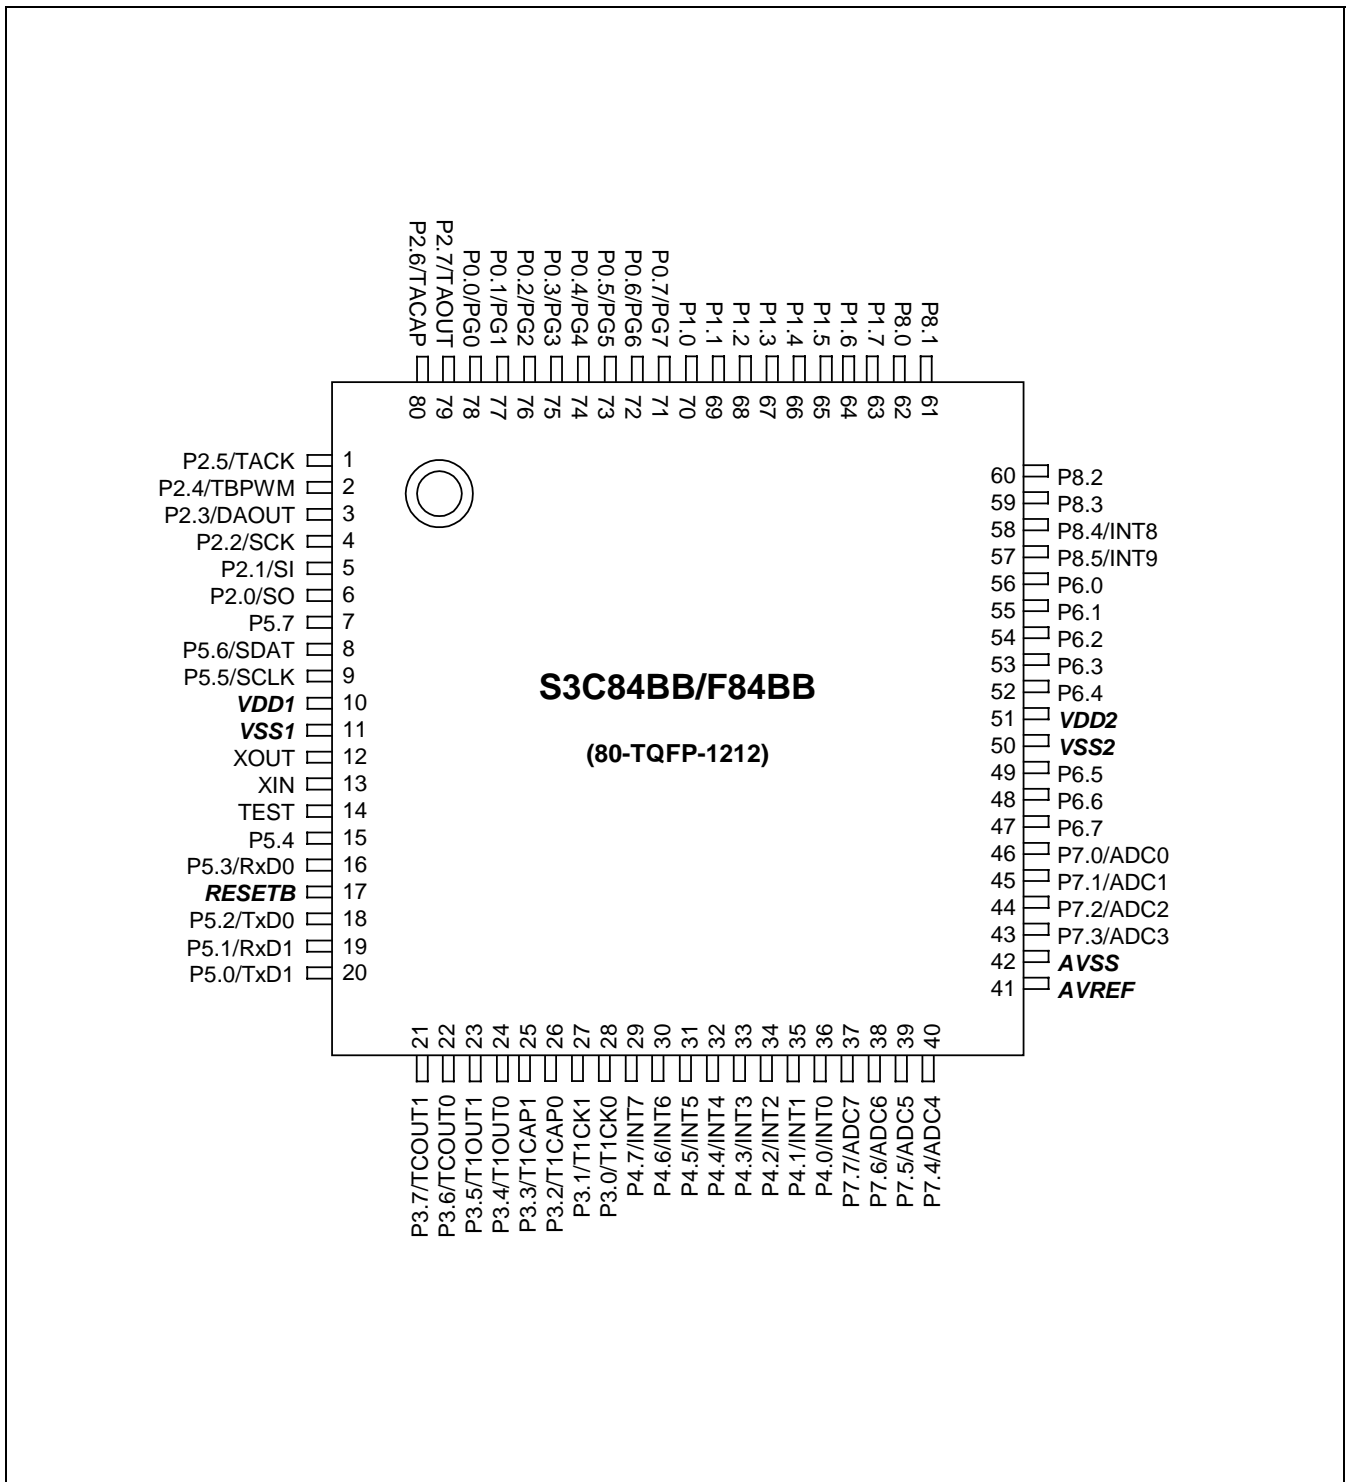 P2.6/TACAP
P2.7/TAOUT
P0.0/PG0
P0.1/PG1
P0.2/PG2
P0.3/PG3
P0.4/PG4
P0.5/PG5
P0.6/PG6
P0.7/PG7
P1.0
P1.1
P1.2
P1.3
P1.4
P1.5
P1.6
P1.7
P8.0
P8.1
80
79
78
77
76
75
74
73
72
71
70
69
68
67
66
65
64
63
62
61
P2.5/TACK 1
P2.4/TBPWM 2
P2.3/DAOUT 3
P2.2/SCK 4
P2.1/SI 5
P2.0/SO 6
P5.7 7
P5.6/SDAT 8
P5.5/SCLK 9
VDD1 10
VSS1 11
XOUT 12
XIN 13
TEST 14
P5.4 15
P5.3/RxD0 16
RESETB 17
P5.2/TxD0 18
P5.1/RxD1 19
P5.0/TxD1 20
S3C84BB/F84BB
(80-TQFP-1212)
60 P8.2
59 P8.3
58 P8.4/INT8
57 P8.5/INT9
56 P6.0
55 P6.1
54 P6.2
53 P6.3
52 P6.4
51 VDD2
50 VSS2
49 P6.5
48 P6.6
47 P6.7
46 P7.0/ADC0
45 P7.1/ADC1
44 P7.2/ADC2
43 P7.3/ADC3
42 AVSS
41 AVREF
21
22
23
24
25
26
27
28
29
30
31
32
33
34
35
36
37
38
39
40
P3.7/TCOUT1
P3.6/TCOUT0
P3.5/T1OUT1
P3.4/T1OUT0
P3.3/T1CAP1
P3.2/T1CAP0
P3.1/T1CK1
P3.0/T1CK0
P4.7/INT7
P4.6/INT6
P4.5/INT5
P4.4/INT4
P4.3/INT3
P4.2/INT2
P4.1/INT1
P4.0/INT0
P7.7/ADC7
P7.6/ADC6
P7.5/ADC5
P7.4/ADC4